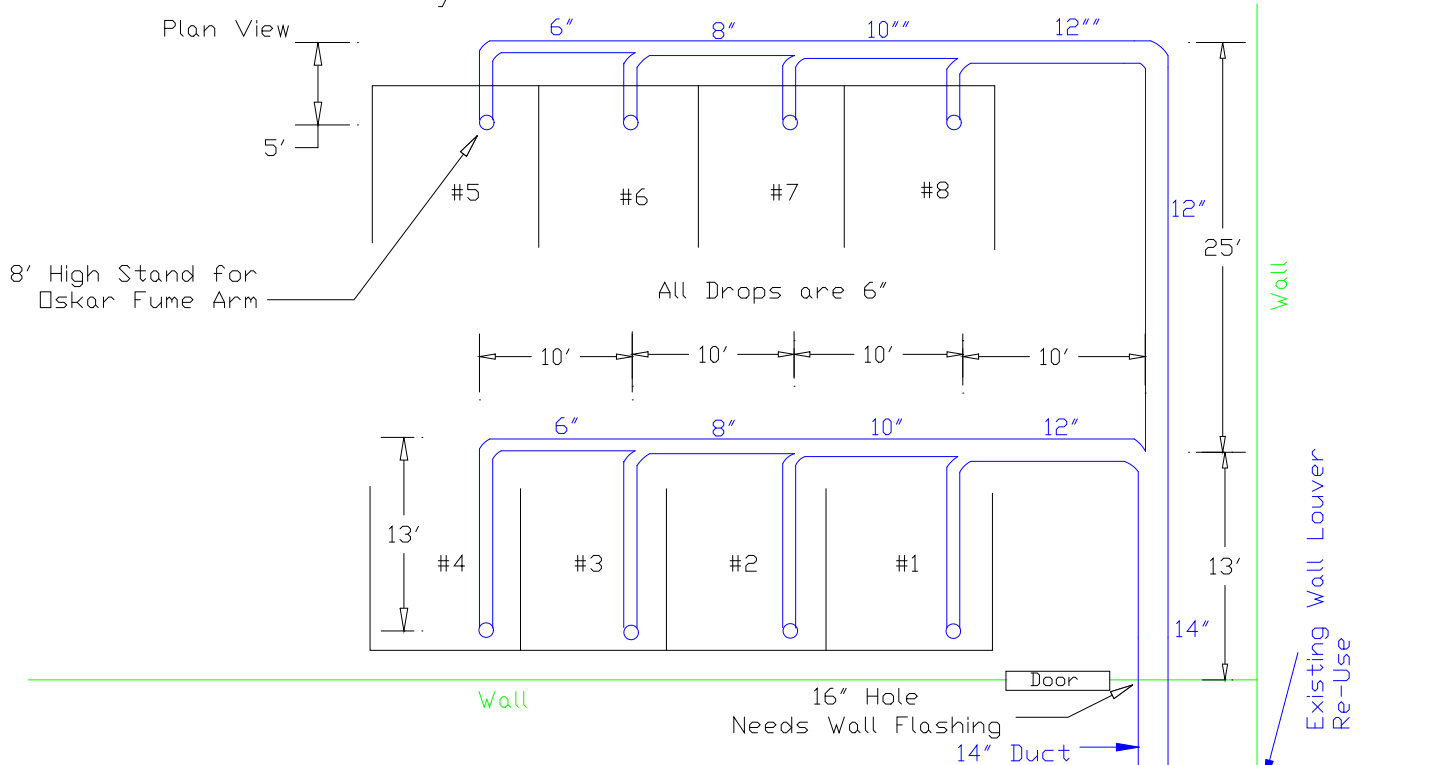 Plan View
6″
8″
10″″
12″″
5′
#5
#6
#7
#8
12″
25′
8′ High Stand for
Oskar Fume Arm
All Drops are 6″
Wall
10′
10′
10′
10′
6″
8″
10″
12″
13′
#4
#3
#2
#1
13′
14″
Existing Wall Louver
Re-Use
Door
Wall
16″ Hole
Needs Wall Flashing
14″ Duct